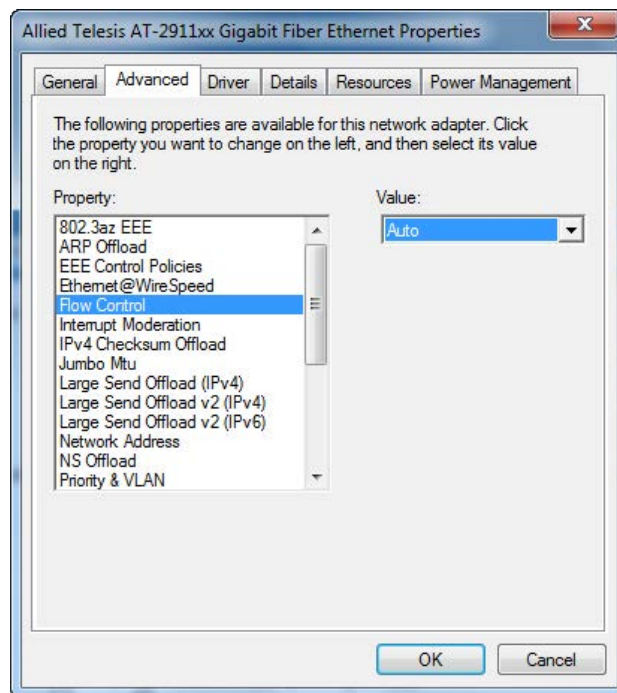 Allied Telesis AT-2911xx Gigabit Fiber Ethernet Properties
General Advanced Driver Details Resources Power Management
The following properties are available for this network adapter. Click
the property you want to change on the left, and then select its value
on the right.
Property:
Value:
802.3az EEE
ARP Offload
EEE Control Policies
Ethernet@WireSpeed
Flow Control
Interrupt Moderation
IPv4 Checksum Offload
Jumbo Mtu
Large Send Offload (IPv4)
Large Send Offload v2 (IPv4)
Large Send Offload v2 (IPv6)
Network Address
NS Offload
Priority & VLAN
Auto
OK Cancel